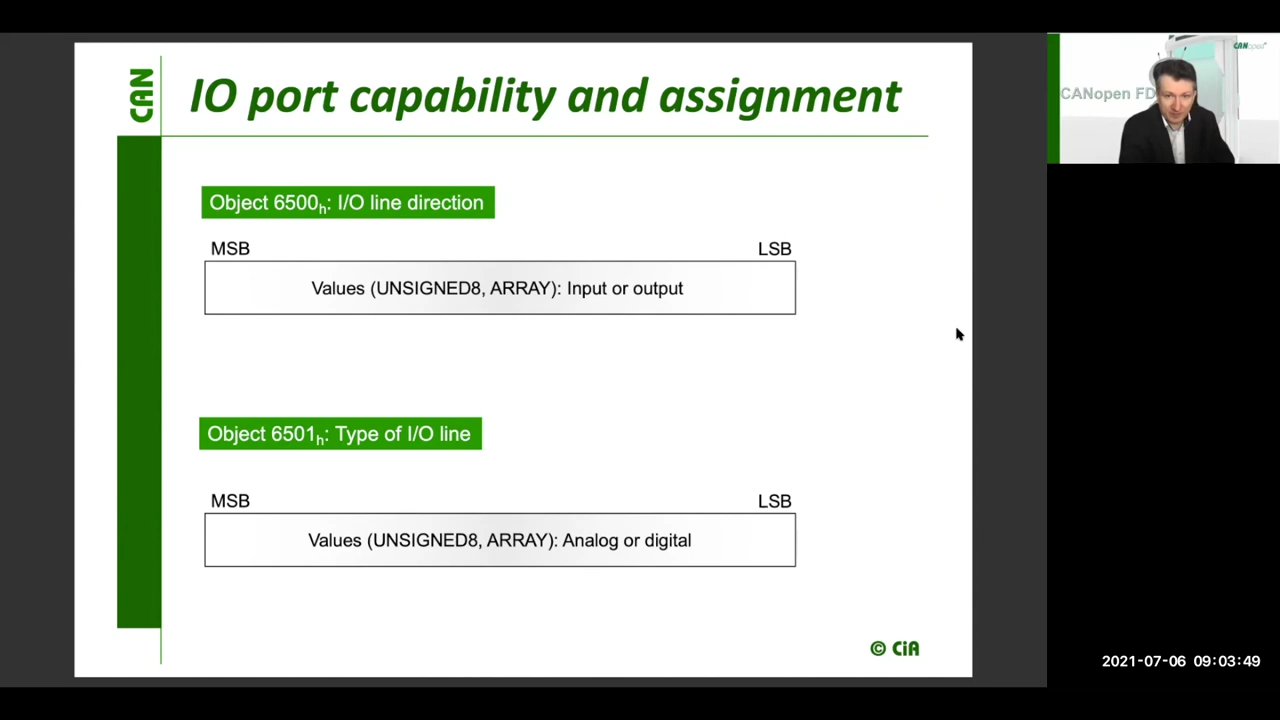 CAN
IO port capability and assignment
Object 6500h: I/O line direction
MSB
LSB
Values (UNSIGNED8, ARRAY): Input or output
Object 6501h: Type of I/O line
MSB
LSB
Values (UNSIGNED8, ARRAY): Analog or digital
© CiA
CANopen
CANopen FD
2021-07-06 09:03:49